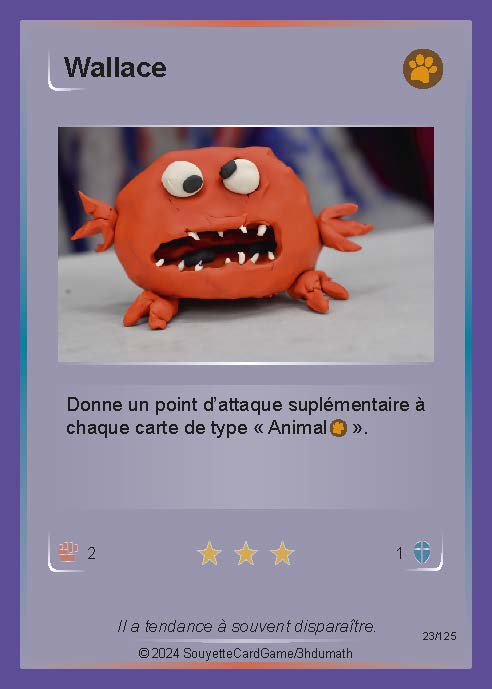 Wallace
Donne un point d'attaque suplémentaire à
chaque carte de type « Animal ».
2
1
Il a tendance à souvent disparaître.
23/125
© 2024 SouyetteCardGame/3hdumath